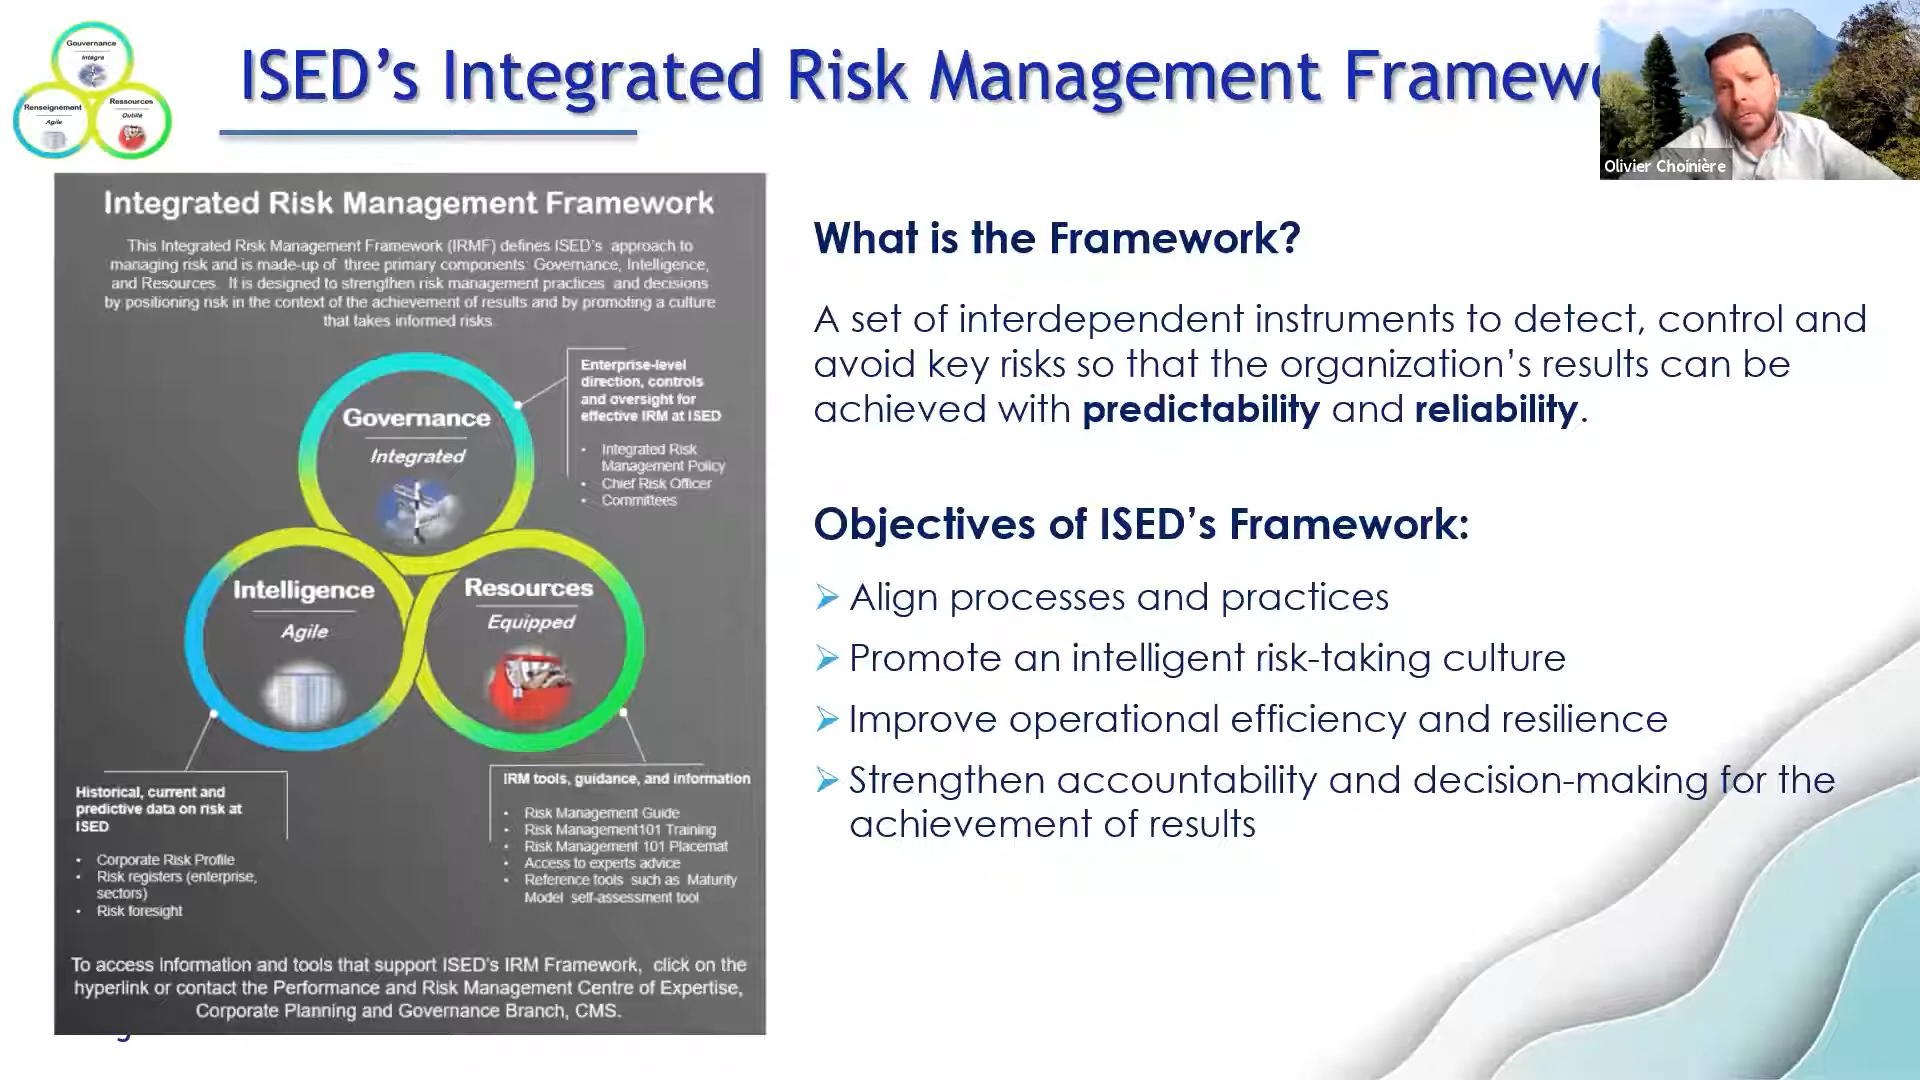 Gouvernance
Intégré
Renseignement
Agile
Ressources
Outillé
ISED’s Integrated Risk Management Framewo
Olivier Choinière
Integrated Risk Management Framework
This Integrated Risk Management Framework (IRMF) defines ISED’s approach to
managing risk and is made-up of three primary components: Governance, Intelligence,
and Resources. It is designed to strengthen risk management practices and decisions
by positioning risk in the context of the achievement of results and by promoting a culture
that takes informed risks.
Enterprise-level
direction, controls
and oversight for
effective IRM at ISED
• Integrated Risk
Management Policy
• Chief Risk Officer
• Committees
Governance
Integrated
Intelligence
Agile
Resources
Equipped
Historical, current and
predictive data on risk at
ISED
• Corporate Risk Profile
• Risk registers (enterprise,
sectors)
• Risk foresight
IRM tools, guidance, and information
• Risk Management Guide
• Risk Management101 Training
• Risk Management 101 Placemat
• Access to experts advice
• Reference tools such as Maturity
Model self-assessment tool
To access information and tools that support ISED’s IRM Framework, click on the
hyperlink or contact the Performance and Risk Management Centre of Expertise,
Corporate Planning and Governance Branch, CMS.
What is the Framework?
A set of interdependent instruments to detect, control and
avoid key risks so that the organization’s results can be
achieved with predictability and reliability.
Objectives of ISED’s Framework:
➢ Align processes and practices
➢ Promote an intelligent risk-taking culture
➢ Improve operational efficiency and resilience
➢ Strengthen accountability and decision-making for the
achievement of results